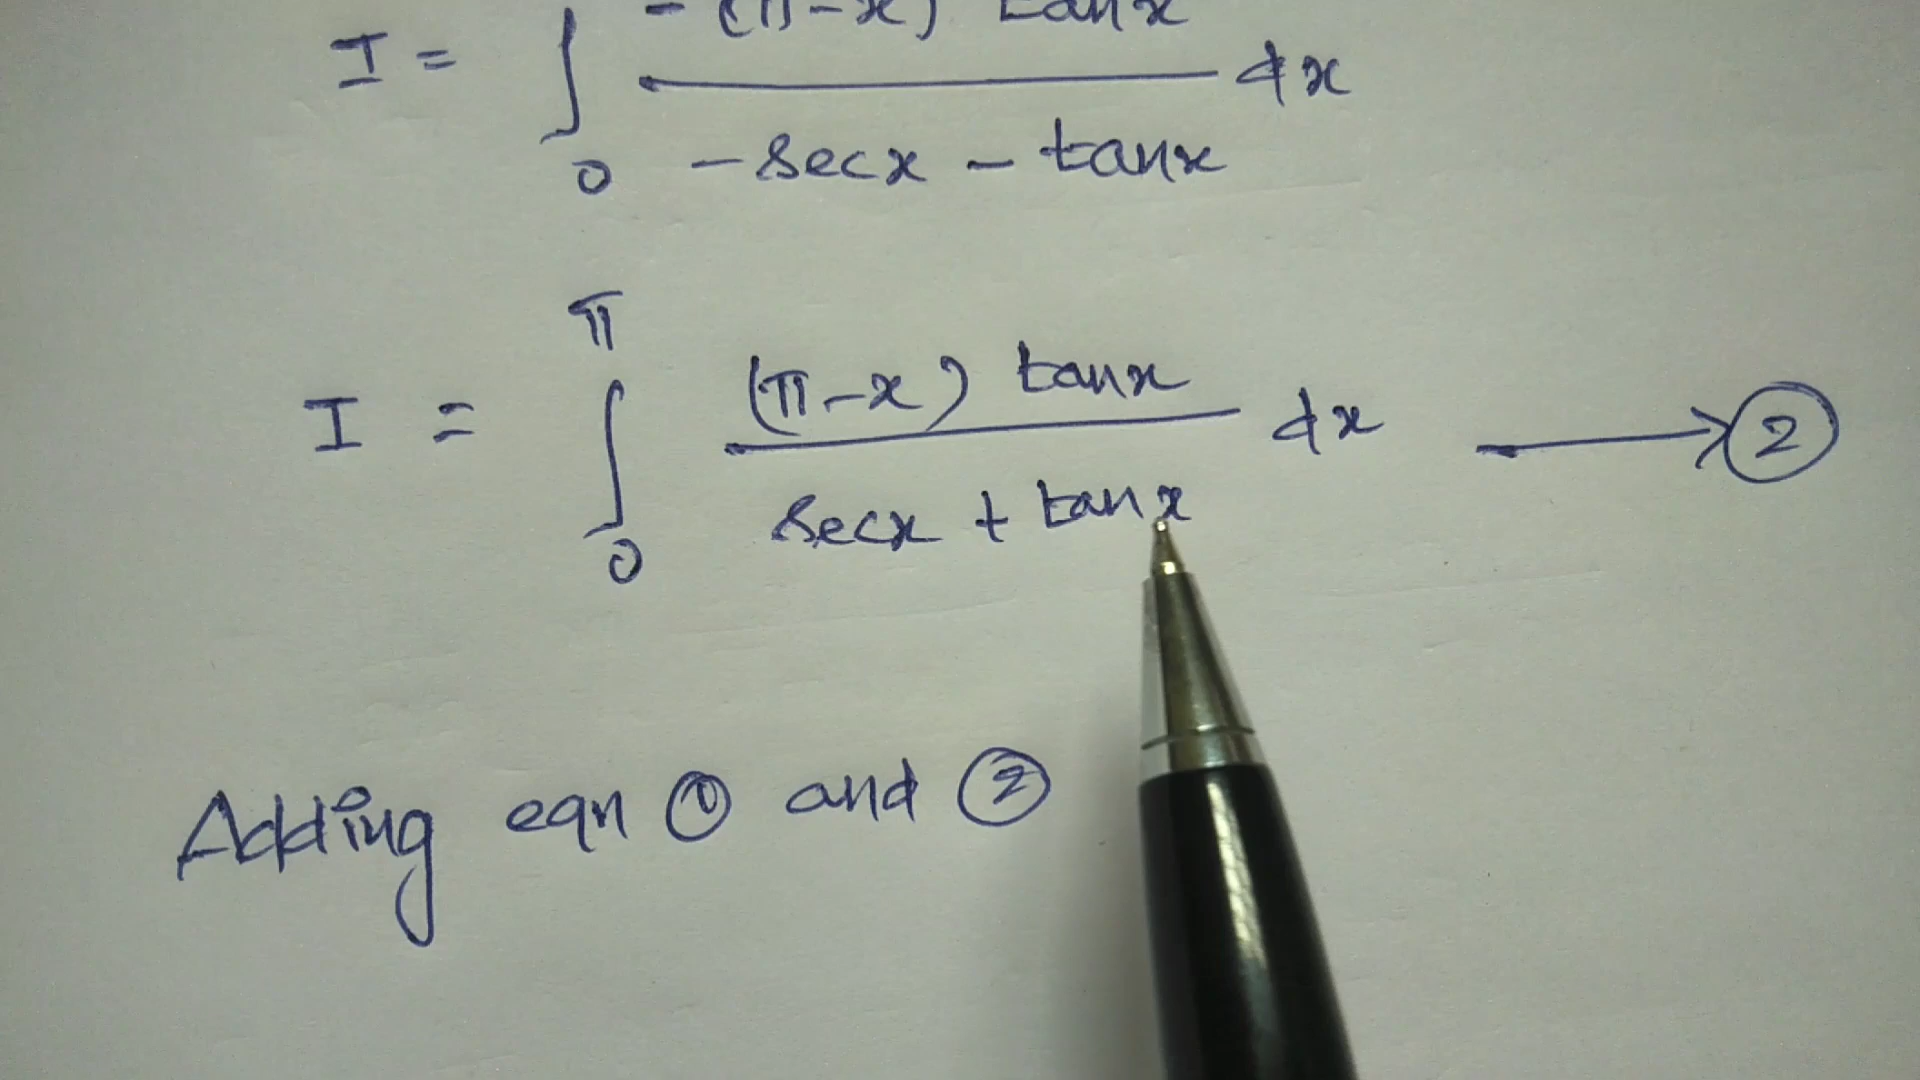 I = ∫₀ -(π-x) tanx / -secx - tanx dx
I = ∫₀^π (π-x) tanx / secx + tanx dx → ②
Adding eqn ① and ②